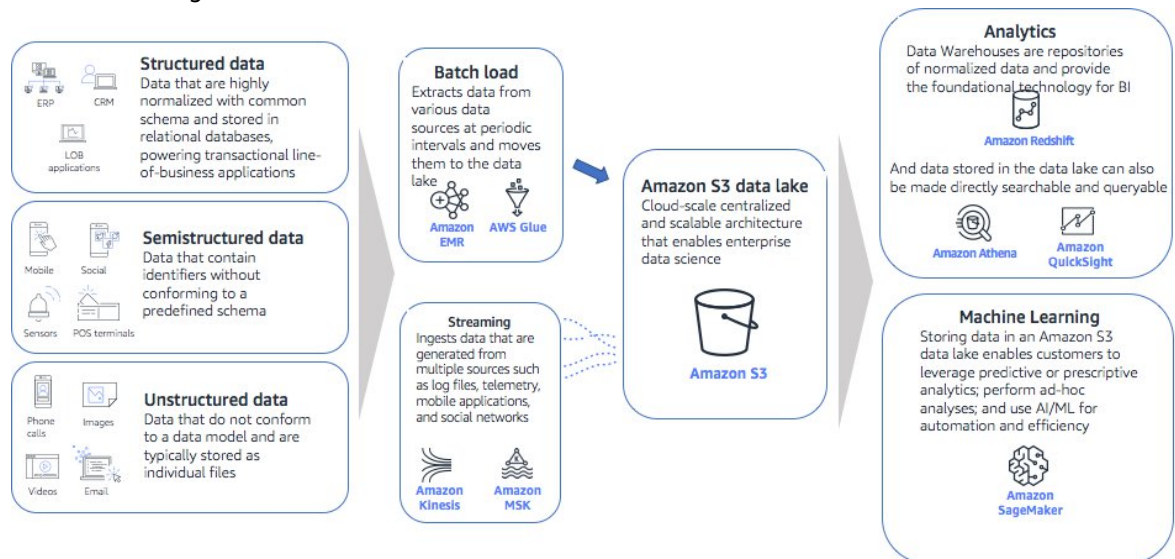 Structured data
Data that are highly
normalized with common
schema and stored in
relational databases,
powering transactional line-
of-business applications
ERP
CRM
LOB
applications
Semistructured data
Data that contain
identifiers without
conforming to a
predefined schema
Mobile
Social
Sensors
POS terminals
Unstructured data
Data that do not conform
to a data model and are
typically stored as
individual files
Phone
calls
Images
Videos
Email
Batch load
Extracts data from
various data
sources at periodic
intervals and moves
them to the data
lake
Amazon
EMR
AWS Glue
Streaming
Ingests data that are
generated from
multiple sources such
as log files, telemetry,
mobile applications,
and social networks
Amazon
Kinesis
Amazon
MSK
Amazon S3 data lake
Cloud-scale centralized
and scalable architecture
that enables enterprise
data science
Amazon S3
Analytics
Data Warehouses are repositories
of normalized data and provide
the foundational technology for BI
Amazon Redshift
And data stored in the data lake can also
be made directly searchable and queryable
Amazon Athena
Amazon
QuickSight
Machine Learning
Storing data in an Amazon S3
data lake enables customers to
leverage predictive or prescriptive
analytics; perform ad-hoc
analyses; and use AI/ML for
automation and efficiency
Amazon
SageMaker